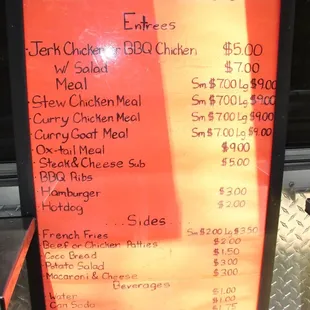 Entrees
Jerk Chicken or BBQ Chicken $5.00
w/ Salad $7.00
Meal Sm $7.00 Lg $9.00
Stew Chicken Meal Sm $7.00 Lg $9.00
Curry Chicken Meal Sm $7.00 Lg $9.00
Curry Goat Meal Sm $7.00 Lg $9.00
Ox-tail Meal $9.00
Steak & Cheese Sub $5.00
BBQ Ribs
Hamburger $3.00
Hotdog $2.00
Sides
French Fries Sm $2.00 Lg $3.50
Beef or Chicken Patties $2.00
Coco Bread $1.50
Potato Salad $3.00
Macaroni & Cheese $3.00
Beverages
Water $1.00
Can Soda $1.00
$1.75